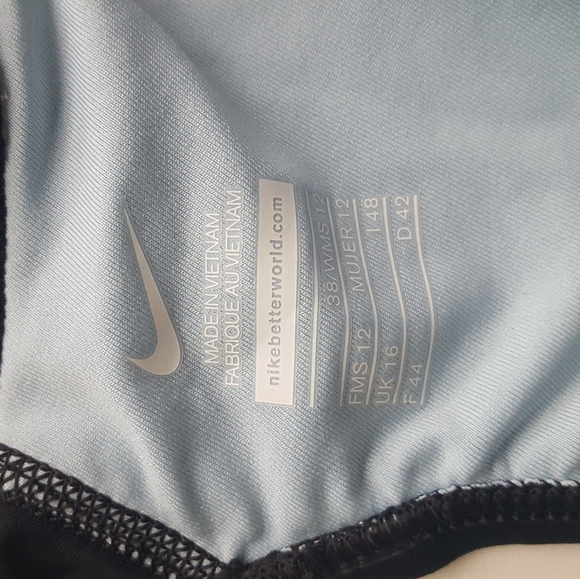 MADE IN VIETNAM
FABRIQUE AU VIETNAM
nikebetterworld.com
38/WMS 12
FMS 12 MUJER 12
UK 16 I 48
F 44 D 42